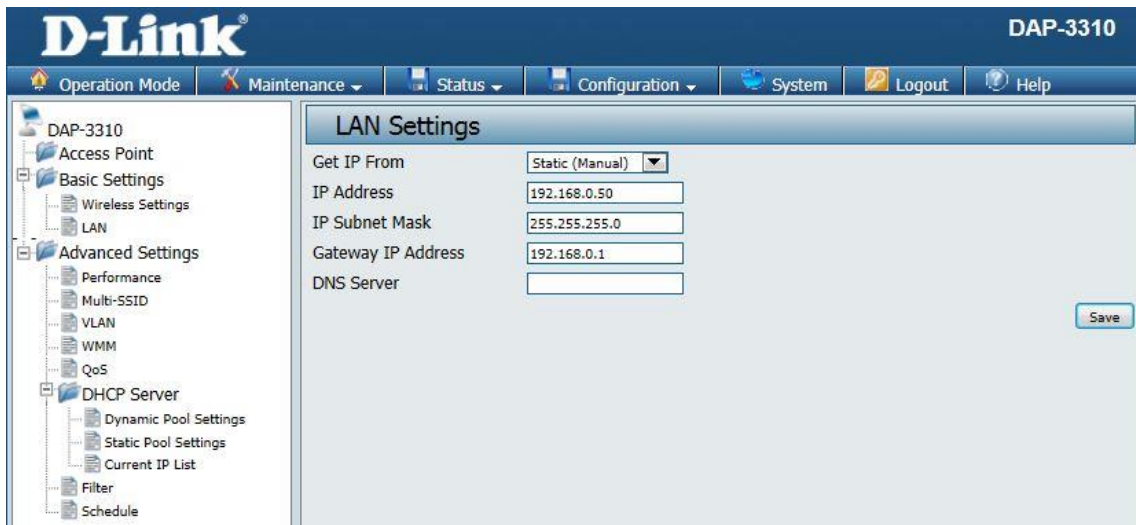 D-Link®
DAP-3310
Operation Mode Maintenance Status Configuration System Logout Help
DAP-3310
Access Point
Basic Settings
Wireless Settings
LAN
Advanced Settings
Performance
Multi-SSID
VLAN
WMM
QoS
DHCP Server
Dynamic Pool Settings
Static Pool Settings
Current IP List
Filter
Schedule
LAN Settings
Get IP From Static (Manual)
IP Address 192.168.0.50
IP Subnet Mask 255.255.255.0
Gateway IP Address 192.168.0.1
DNS Server
Save